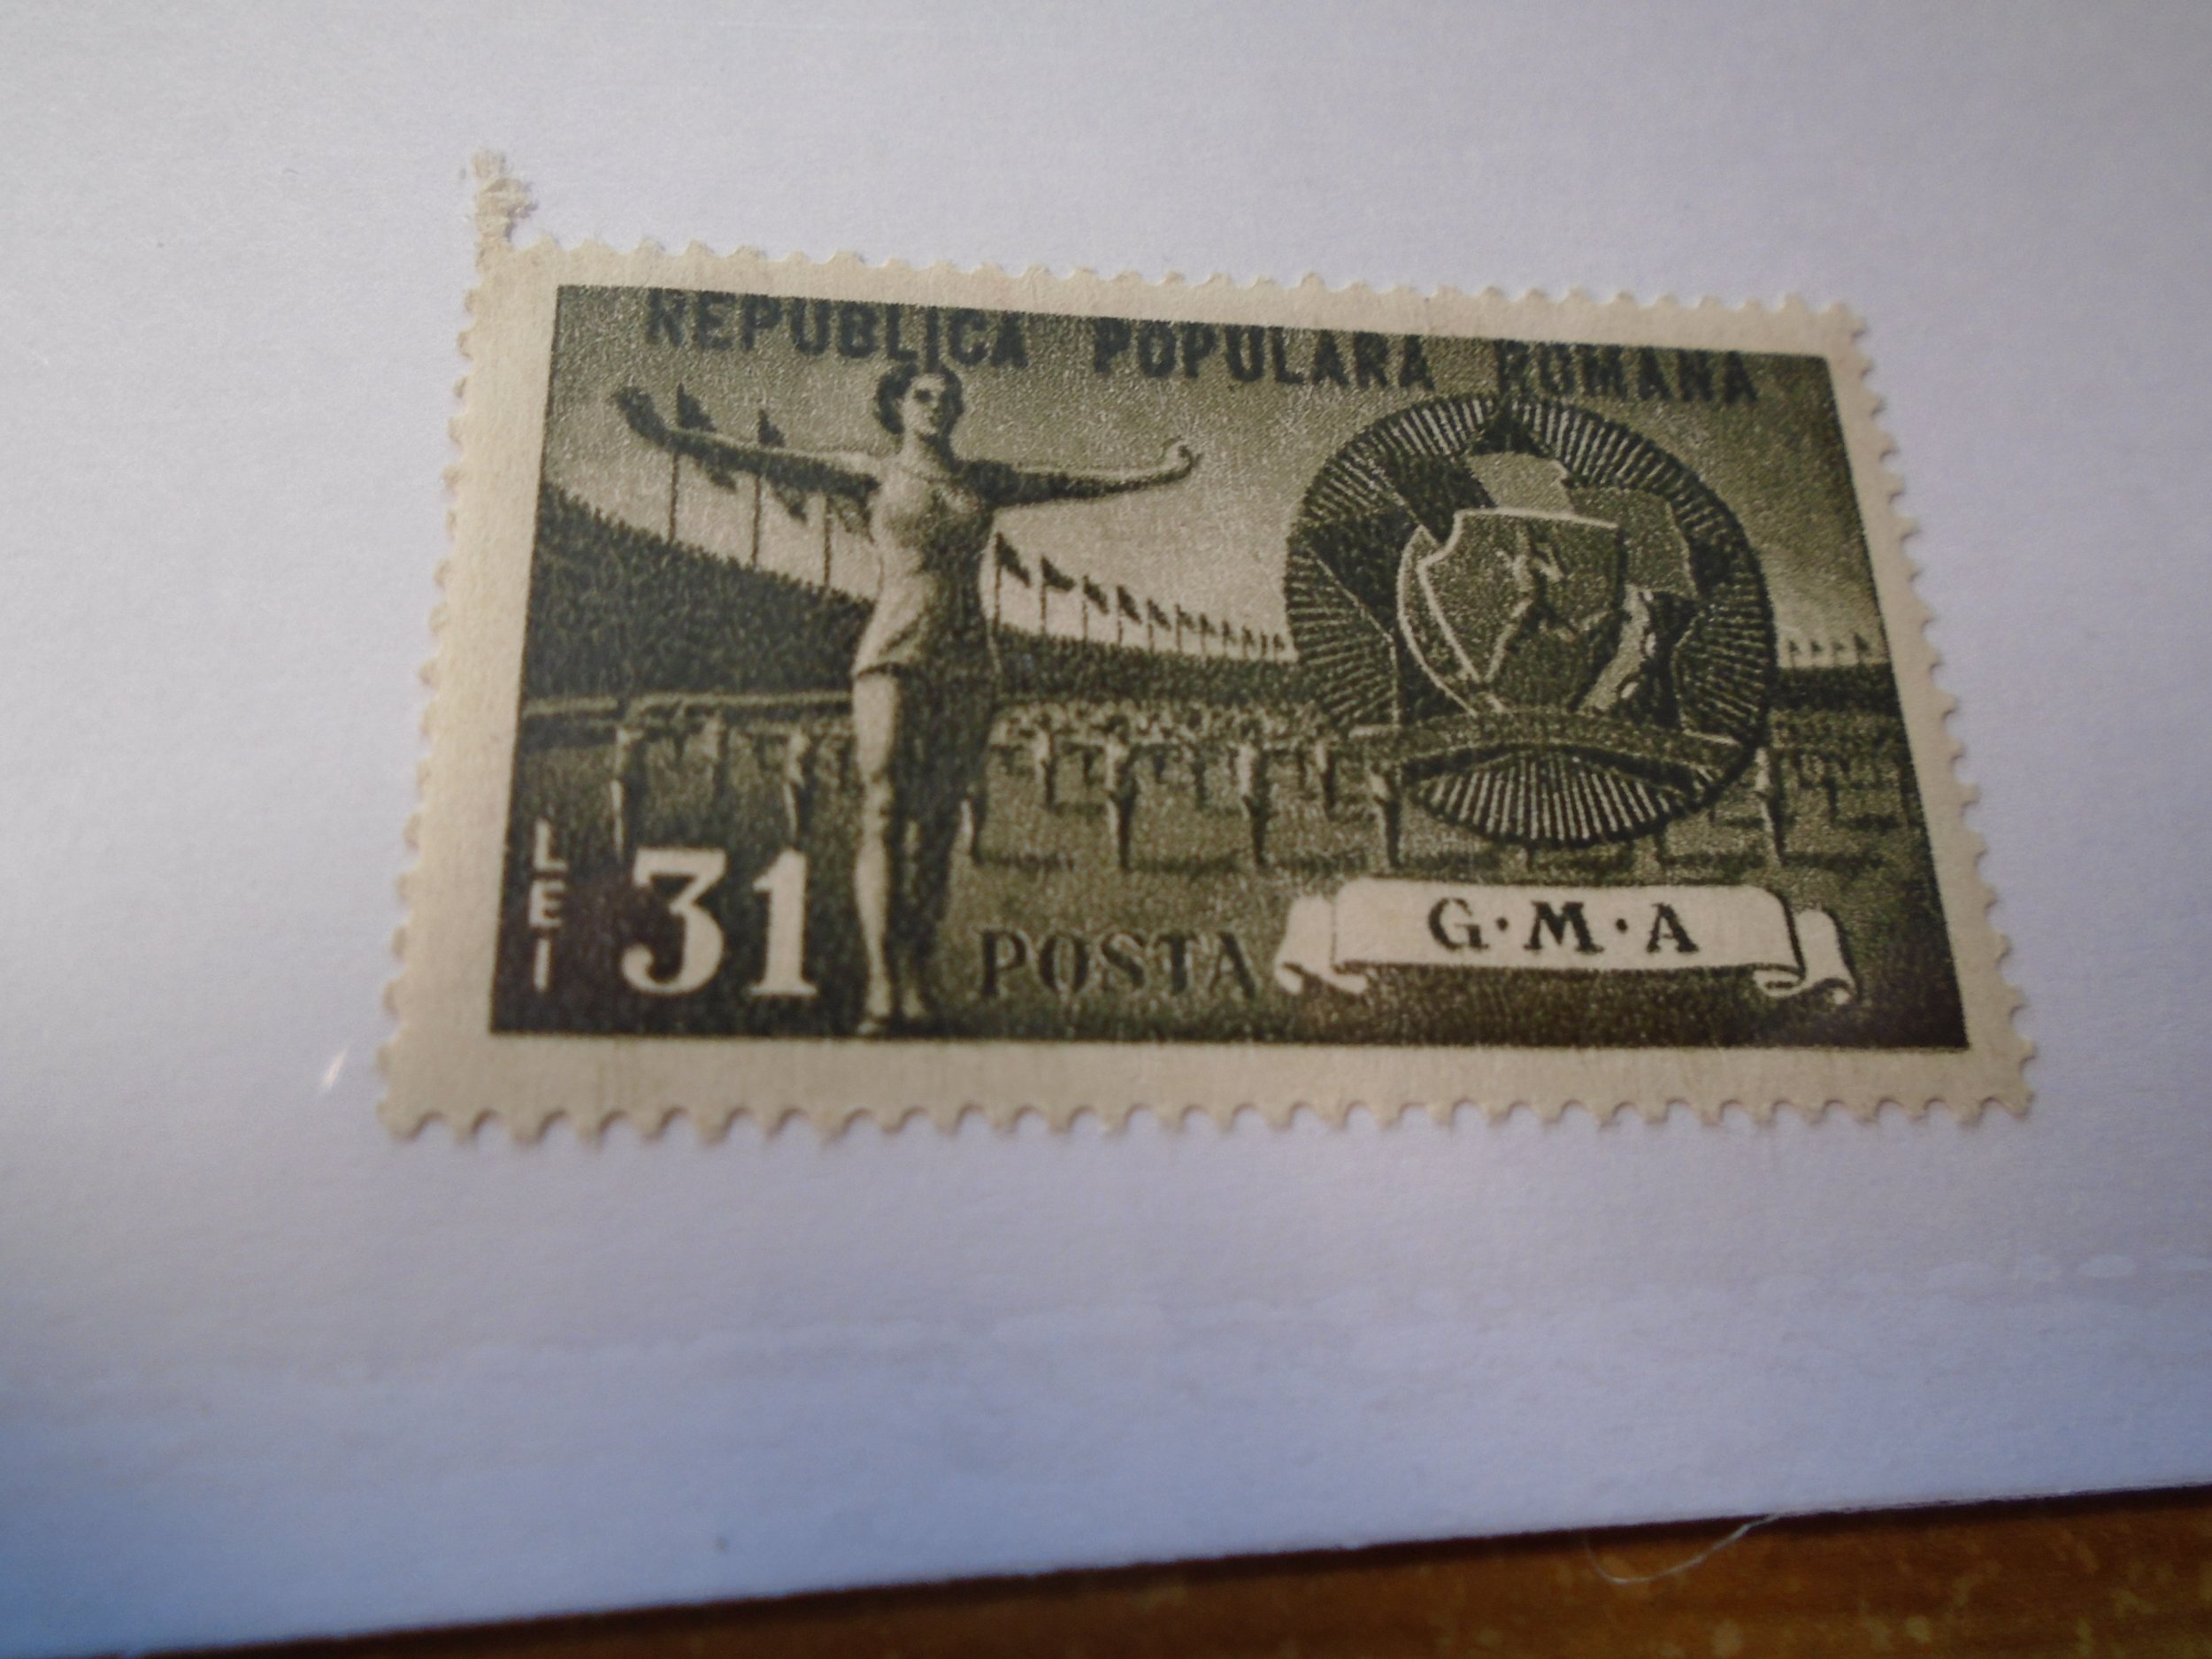 REPUBLICA POPULARA ROMANA
LEI 31
POSTA
G·M·A